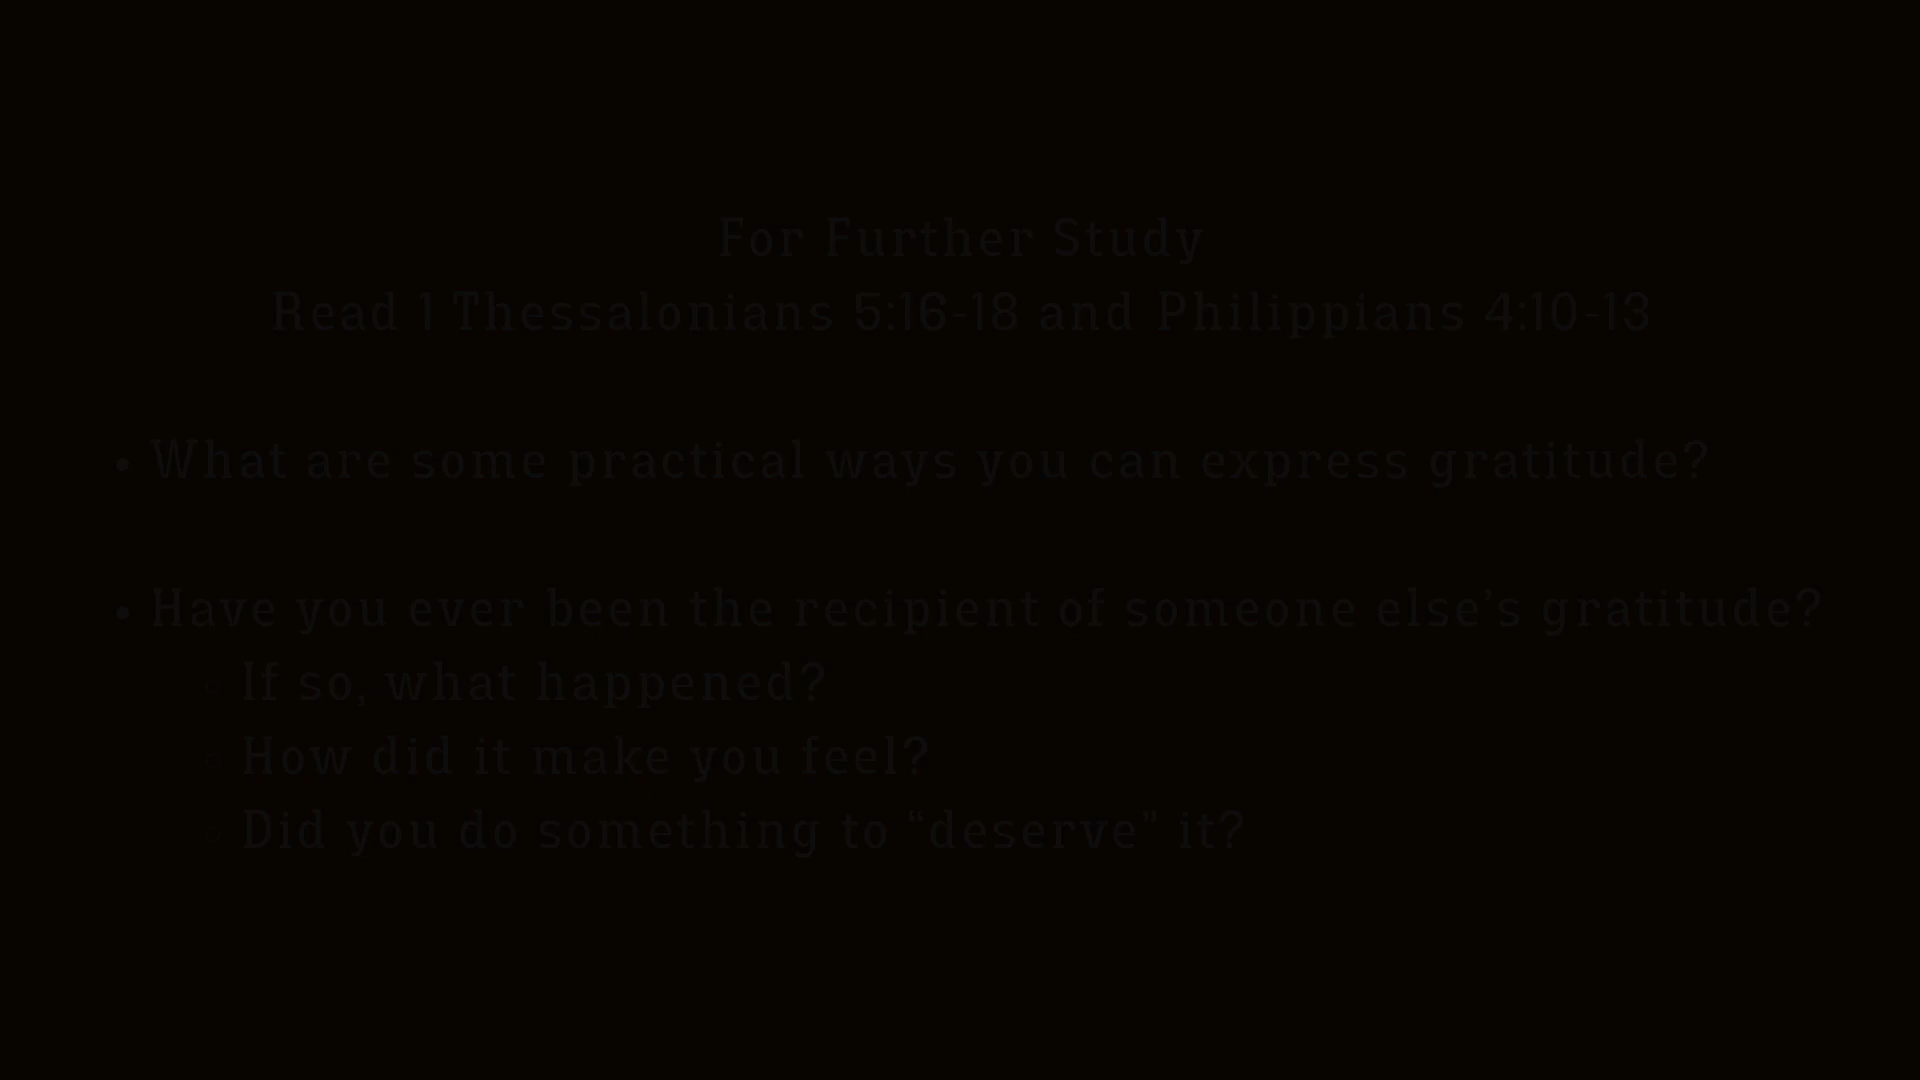 For Further Study
Read 1 Thessalonians 5:16-18 and Philippians 4:10-13
• What are some practical ways you can express gratitude?
• Have you ever been the recipient of someone else’s gratitude?
○ If so, what happened?
○ How did it make you feel?
○ Did you do something to “deserve” it?